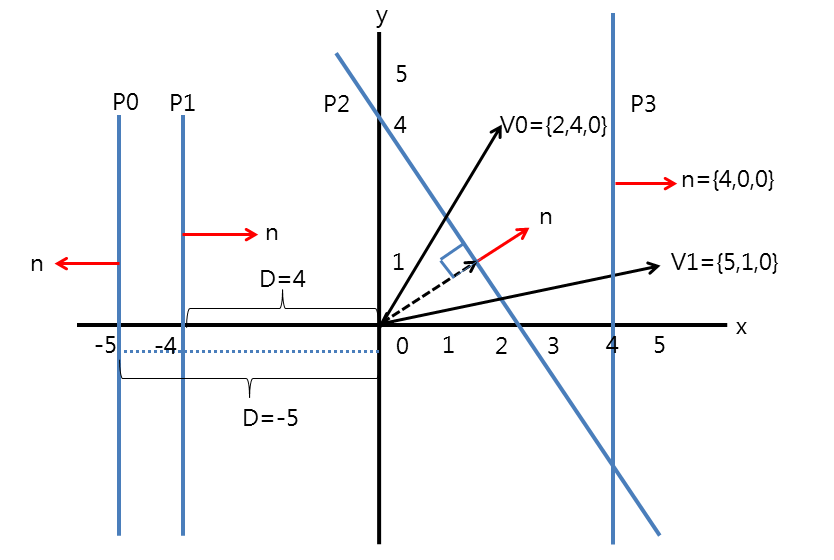 y
5
P0
P1
P2
P3
4
V0={2,4,0}
n={4,0,0}
n
n
n
1
V1={5,1,0}
D=4
x
-5
-4
0
1
2
3
4
5
D=-5